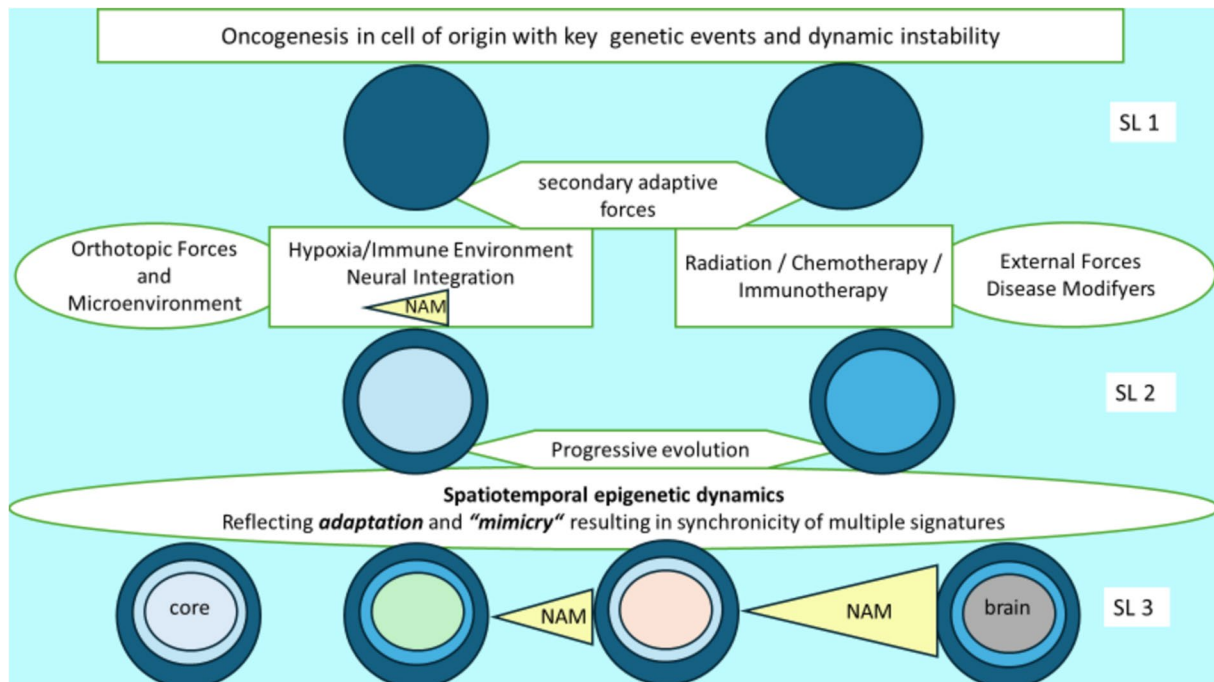 Oncogenesis in cell of origin with key genetic events and dynamic instability
SL 1
secondary adaptive
forces
Orthotopic Forces
and
Microenvironment
Hypoxia/Immune Environment
Neural Integration
NAM
Radiation / Chemotherapy /
Immunotherapy
External Forces
Disease Modifyers
SL 2
Progressive evolution
Spatiotemporal epigenetic dynamics
Reflecting adaptation and “mimicry“ resulting in synchronicity of multiple signatures
core
NAM
NAM
brain
SL 3